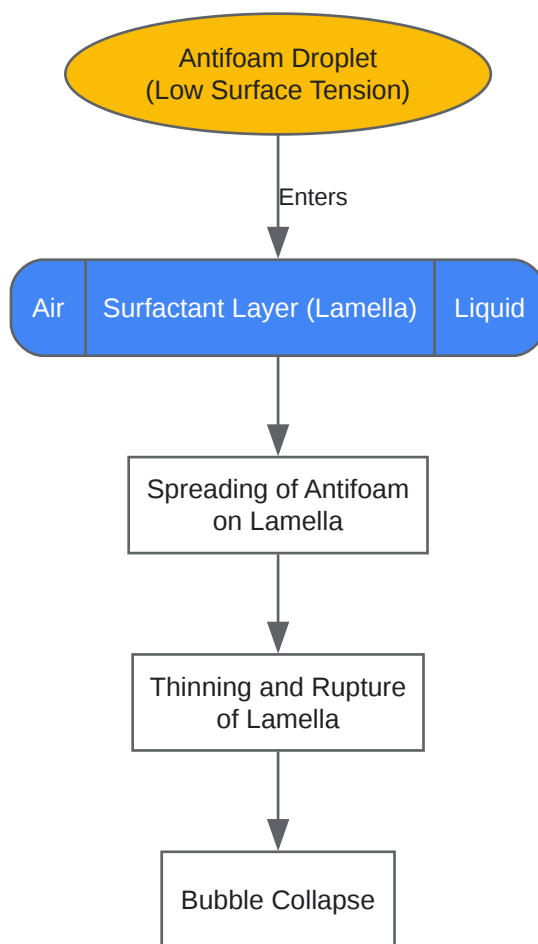 Antifoam Droplet
(Low Surface Tension)
Enters
Air
Surfactant Layer (Lamella)
Liquid
Spreading of Antifoam
on Lamella
Thinning and Rupture
of Lamella
Bubble Collapse